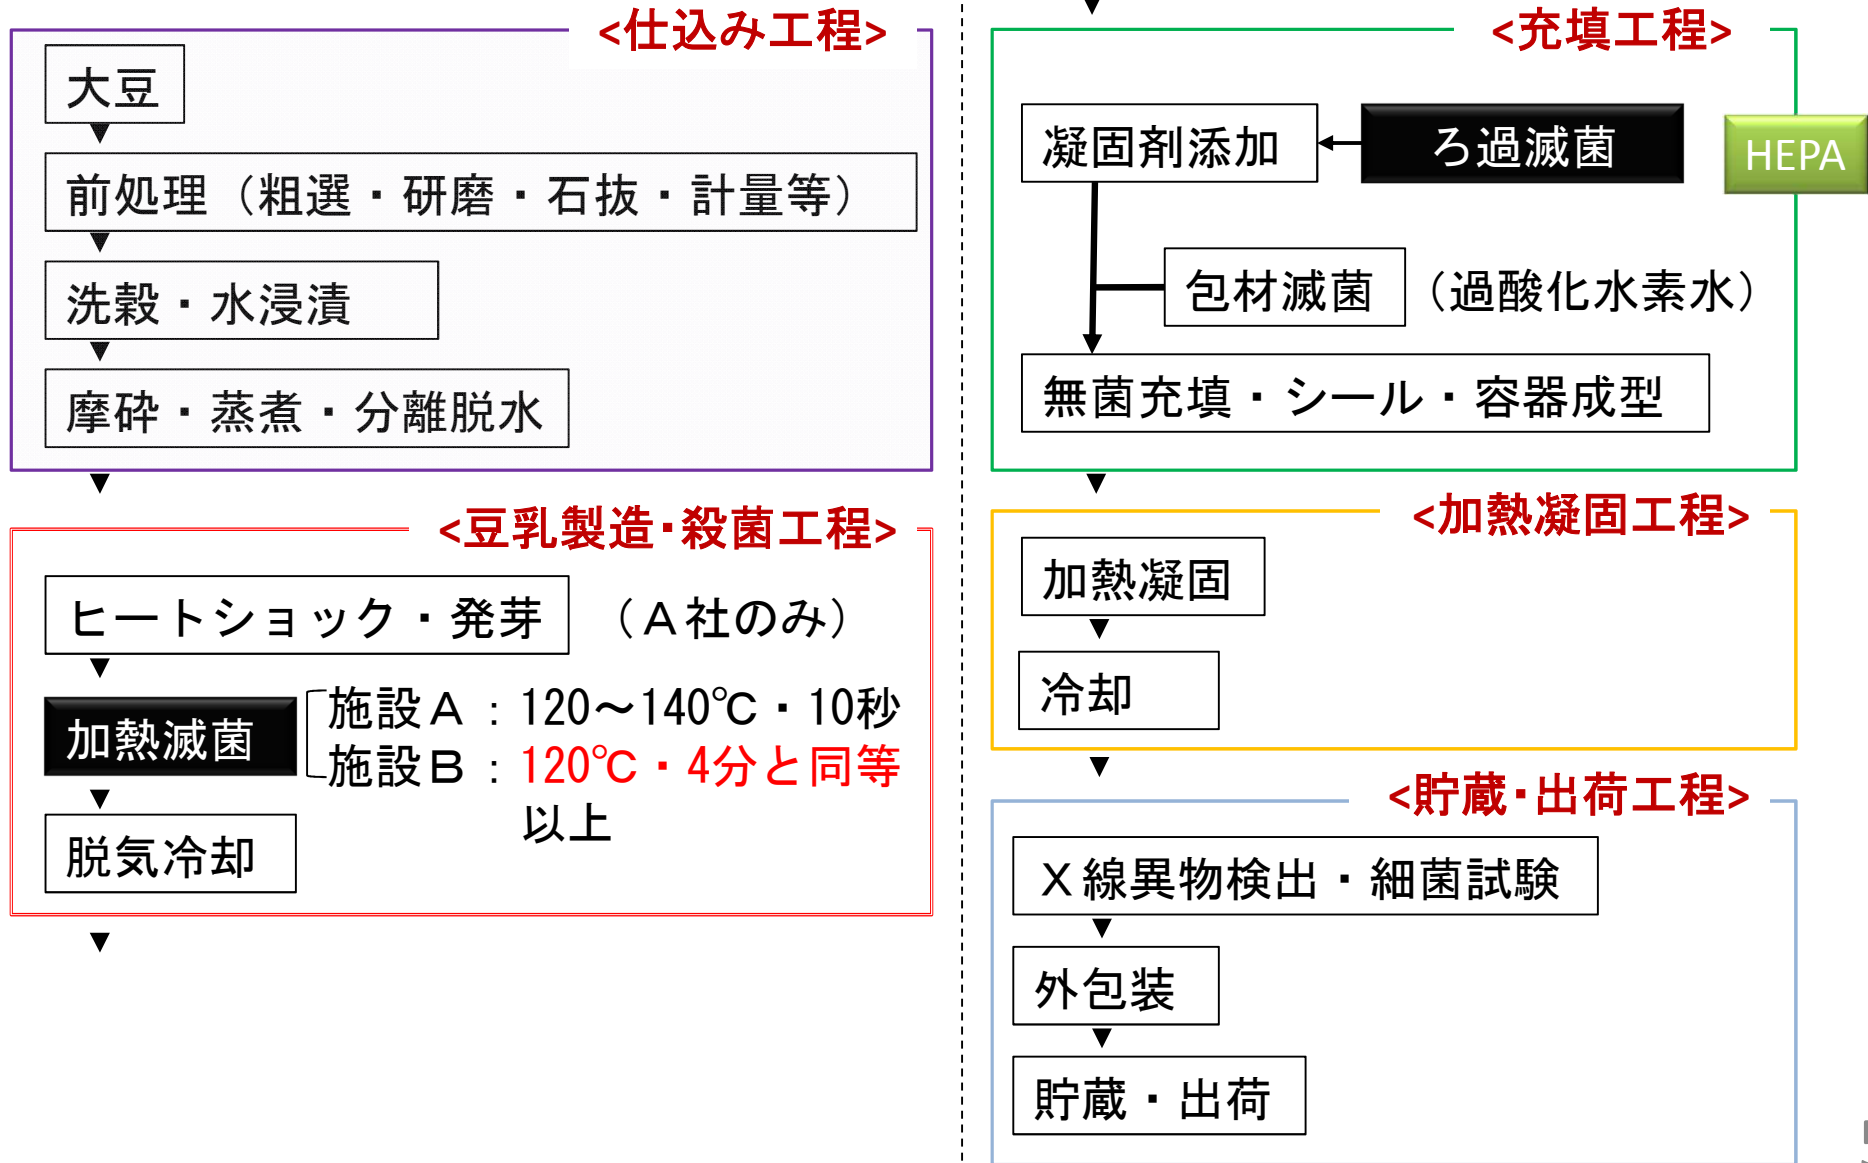 <仕込み工程>
大豆
前処理（粗選・研磨・石抜・計量等）
洗穀・水浸漬
摩砕・蒸煮・分離脱水
<豆乳製造・殺菌工程>
ヒートショック・発芽 （Ａ社のみ）
加熱滅菌
施設Ａ：120～140℃・10秒
施設Ｂ：120℃・4分と同等
以上
脱気冷却
<充填工程>
凝固剤添加 ろ過滅菌 HEPA
包材滅菌 （過酸化水素水）
無菌充填・シール・容器成型
<加熱凝固工程>
加熱凝固
冷却
<貯蔵・出荷工程>
Ｘ線異物検出・細菌試験
外包装
貯蔵・出荷